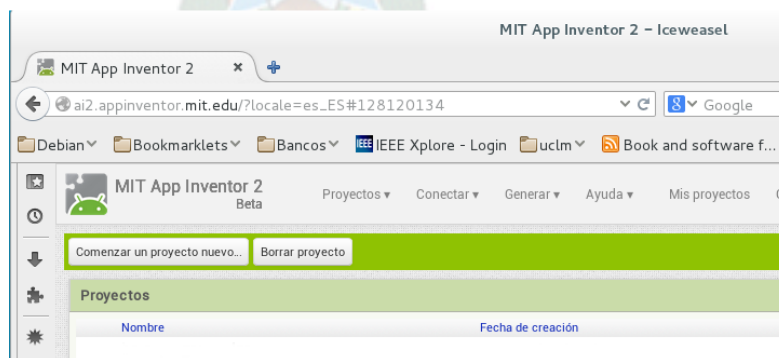 MIT App Inventor 2 – Iceweasel
MIT App Inventor 2
ai2.appinventor.mit.edu/?locale=es_ES#128120134
Google
Debian Bookmarklets Bancos IEEE IEEE Xplore - Login uclm Book and software f...
MIT App Inventor 2
Beta
Proyectos Conectar Generar Ayuda Mis proyectos
Comenzar un proyecto nuevo... Borrar proyecto
Proyectos
Nombre Fecha de creación